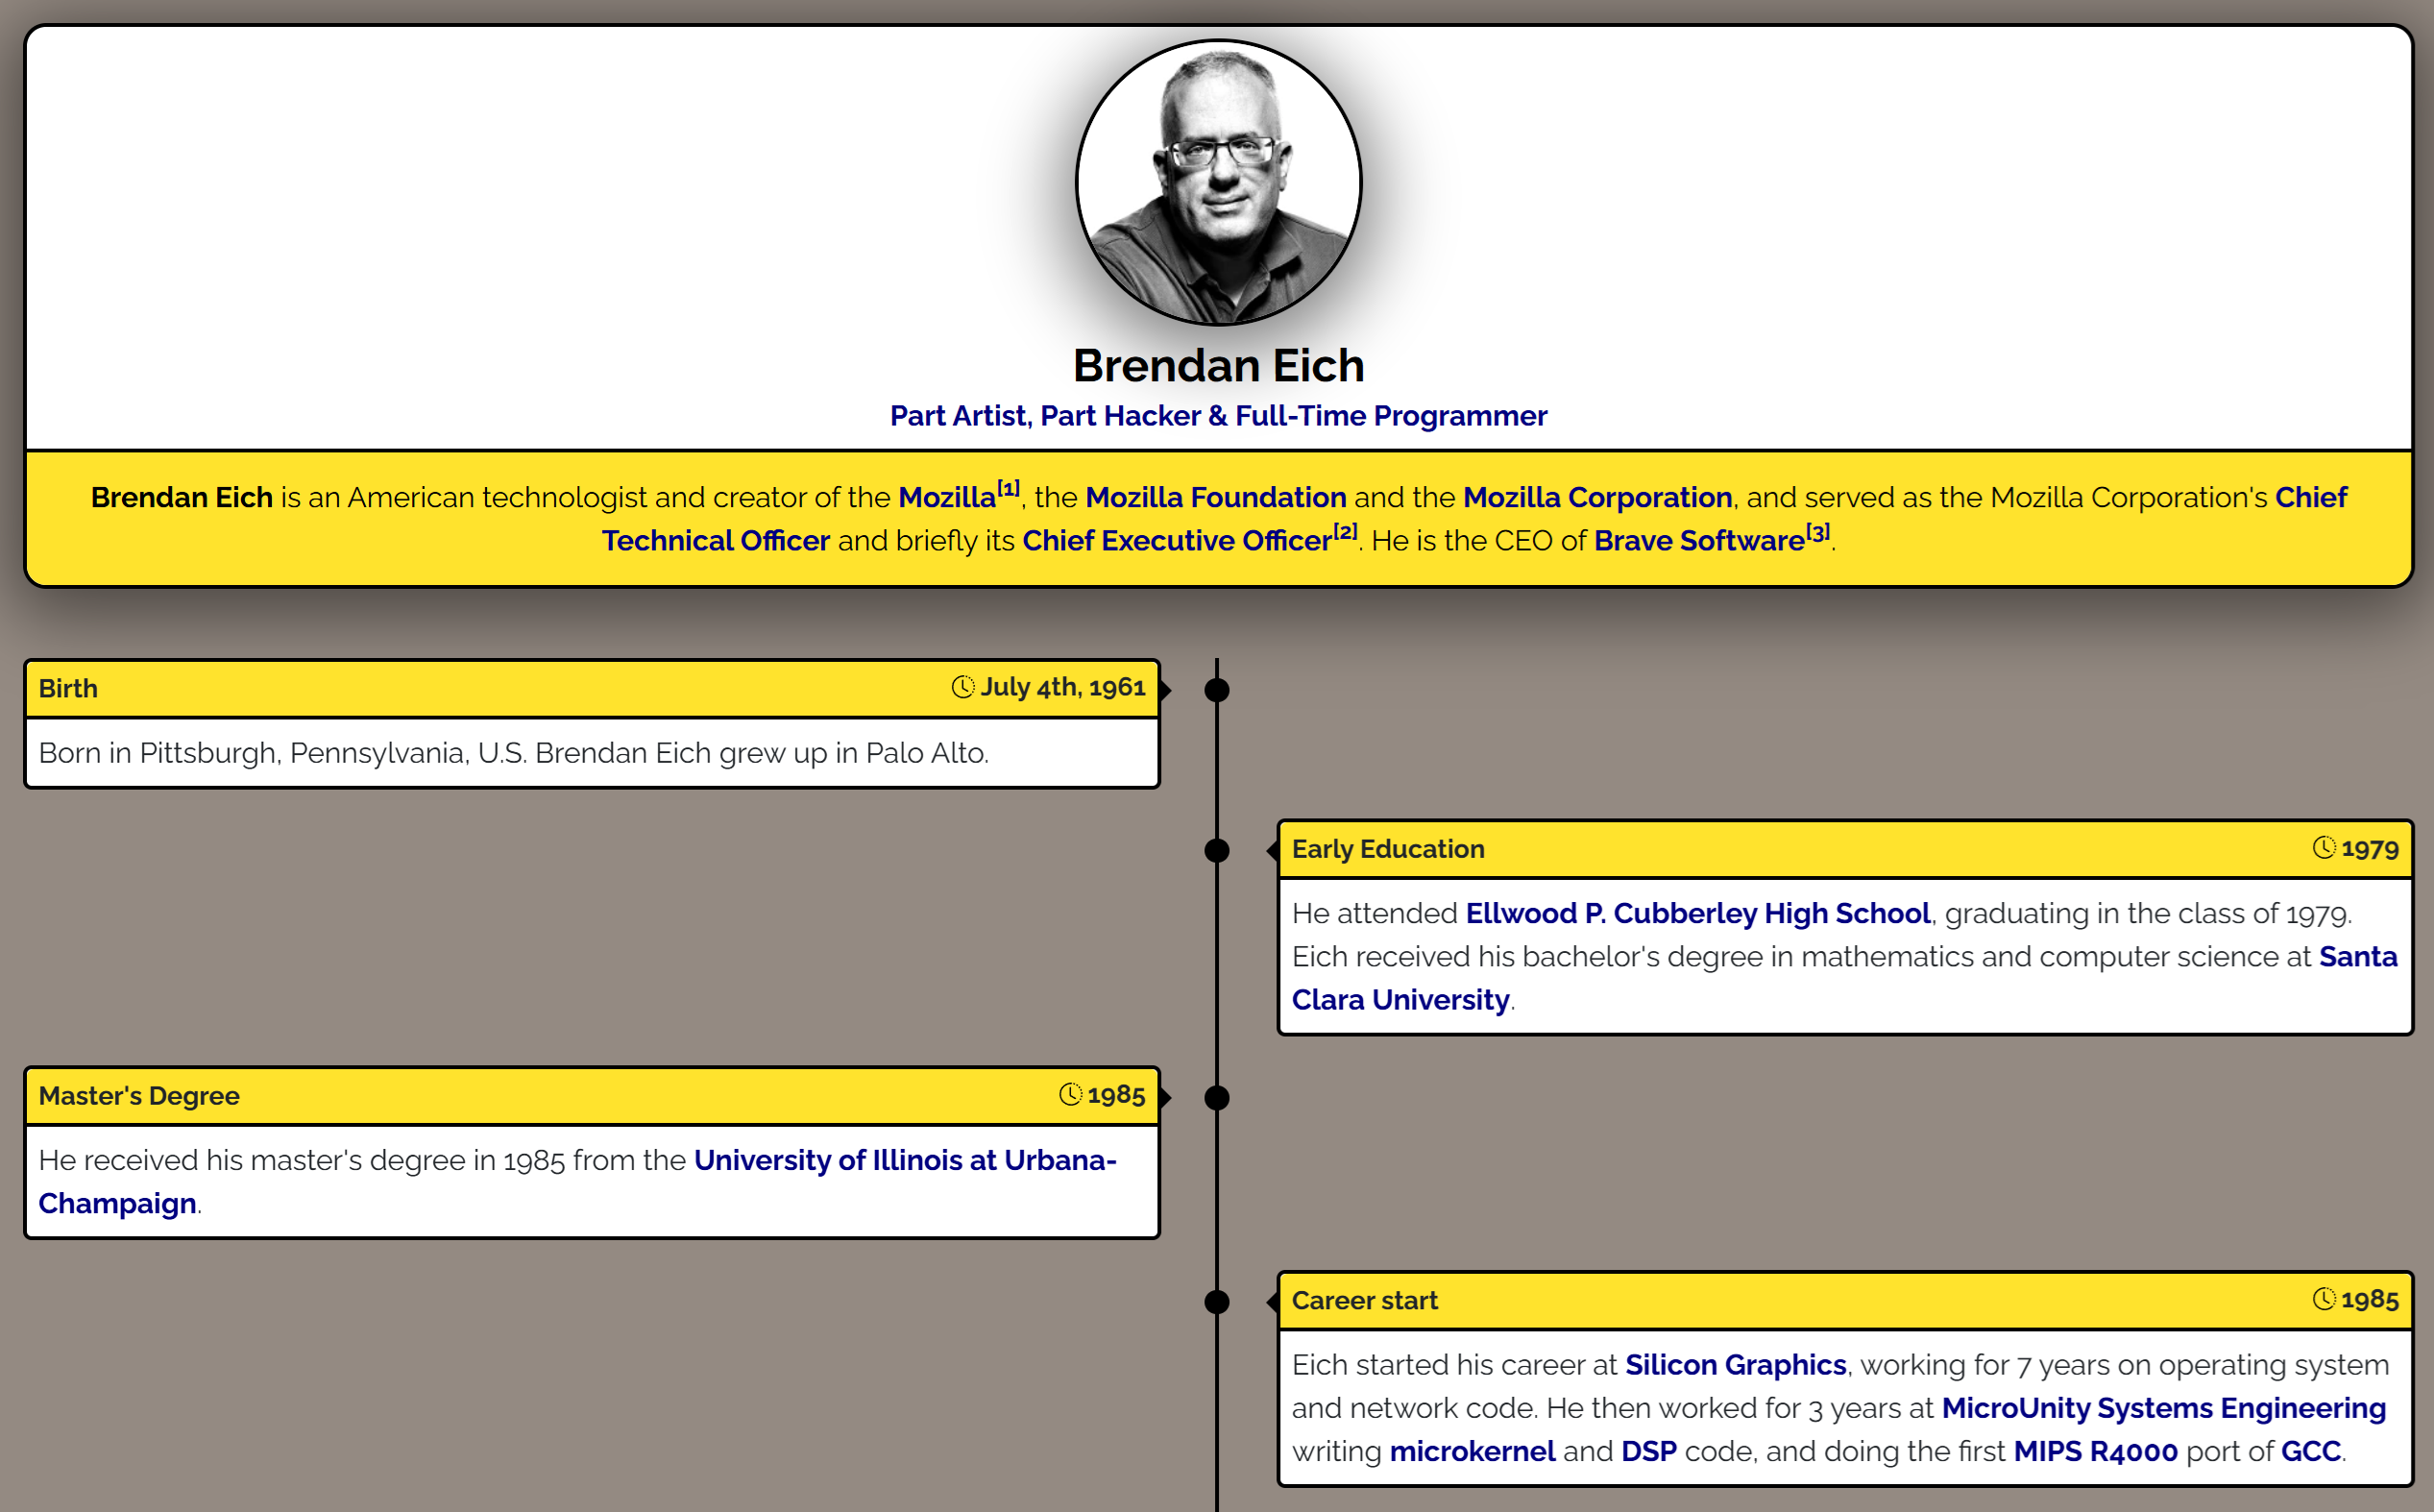 Brendan Eich
Part Artist, Part Hacker & Full-Time Programmer
Brendan Eich is an American technologist and creator of the Mozilla[1], the Mozilla Foundation and the Mozilla Corporation, and served as the Mozilla Corporation's Chief
Technical Officer and briefly its Chief Executive Officer[2]. He is the CEO of Brave Software[3].
Birth
July 4th, 1961
Born in Pittsburgh, Pennsylvania, U.S. Brendan Eich grew up in Palo Alto.
Early Education
1979
He attended Ellwood P. Cubberley High School, graduating in the class of 1979.
Eich received his bachelor's degree in mathematics and computer science at Santa
Clara University.
Master's Degree
1985
He received his master's degree in 1985 from the University of Illinois at Urbana-
Champaign.
Career start
1985
Eich started his career at Silicon Graphics, working for 7 years on operating system
and network code. He then worked for 3 years at MicroUnity Systems Engineering
writing microkernel and DSP code, and doing the first MIPS R4000 port of GCC.